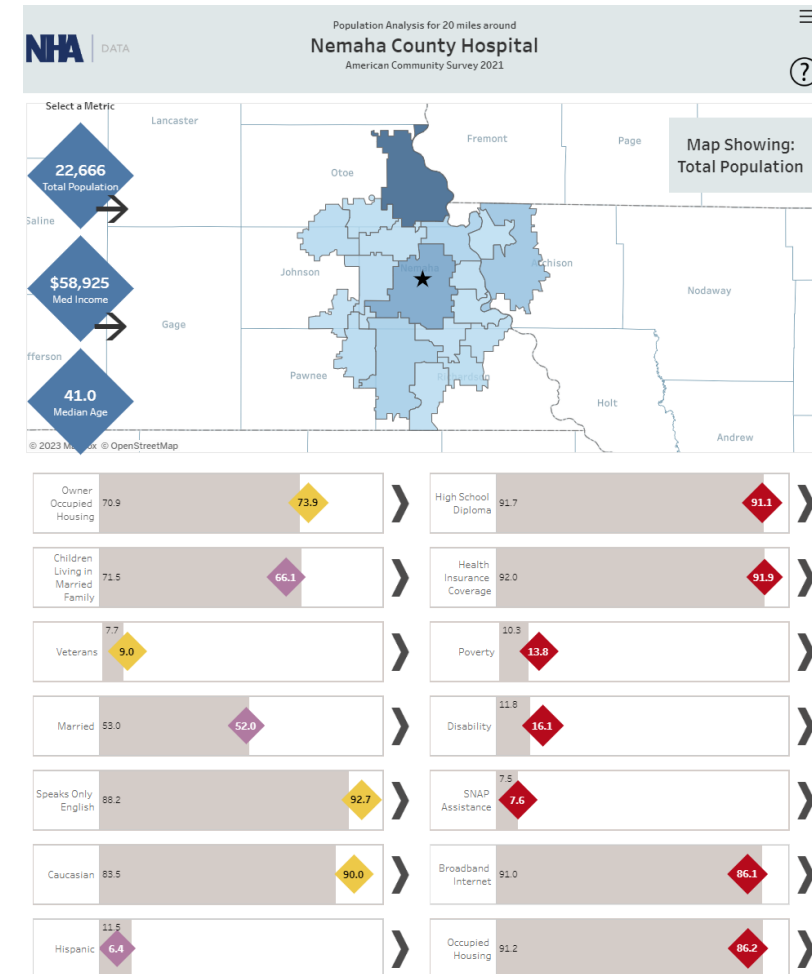 NHA DATA
Population Analysis for 20 miles around
Nemaha County Hospital
American Community Survey 2021
?
Select a Metric
22,666
Total Population
$58,925
Med Income
41.0
Median Age
Map Showing:
Total Population
Lancaster
Fremont
Page
Otoe
Saline
Johnson
Nemaha
Atchison
Nodaway
Gage
fferson
Pawnee
Richardson
Holt
Andrew
© 2023 M ox © OpenStreetMap
Owner
Occupied
Housing
70.9
73.9
High School
Diploma
91.7
91.1
Children
Living in
Married
Family
71.5
66.1
Health
Insurance
Coverage
92.0
91.9
Veterans
7.7
9.0
Poverty
10.3
13.8
Married
53.0
52.0
Disability
11.8
16.1
Speaks Only
English
88.2
92.7
SNAP
Assistance
7.5
7.6
Caucasian
83.5
90.0
Broadband
Internet
91.0
86.1
Hispanic
11.5
6.4
Occupied
Housing
91.2
86.2